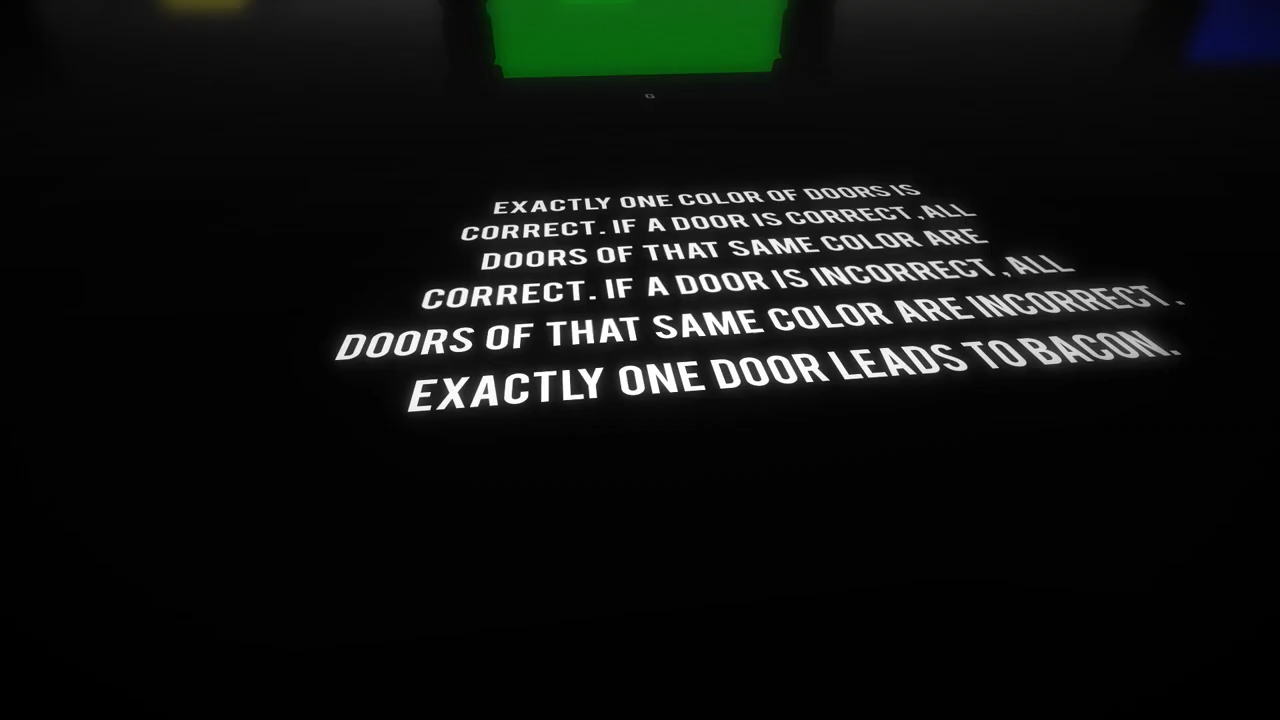 G
EXACTLY ONE COLOR OF DOORS IS
CORRECT. IF A DOOR IS CORRECT, ALL
DOORS OF THAT SAME COLOR ARE
CORRECT. IF A DOOR IS INCORRECT, ALL
DOORS OF THAT SAME COLOR ARE INCORRECT.
EXACTLY ONE DOOR LEADS TO BACON.